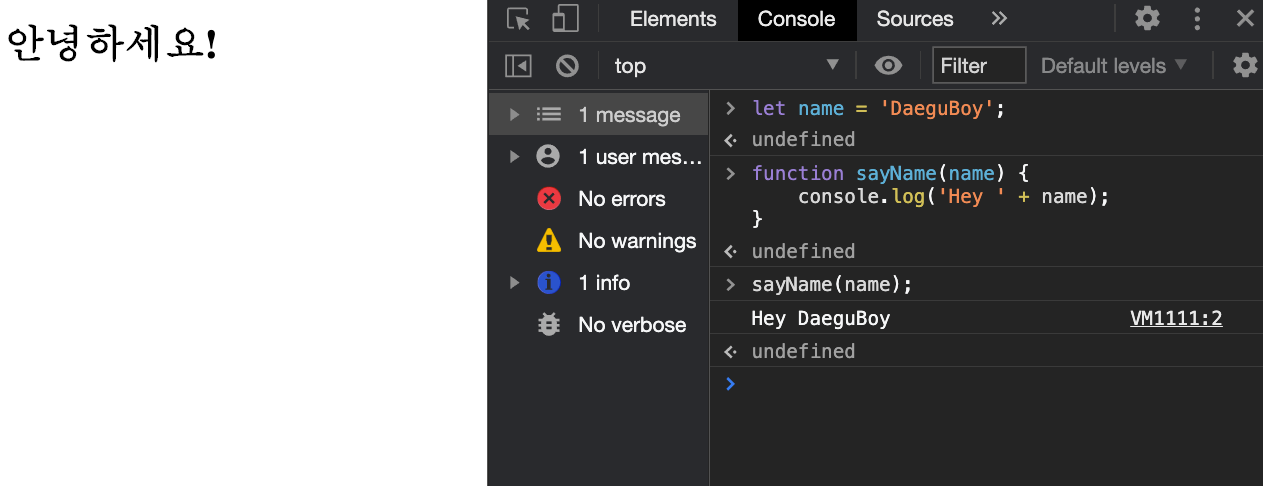 안녕하세요!
Elements Console Sources »
top Filter Default levels
1 message
1 user mes...
No errors
No warnings
1 info
No verbose
> let name = 'DaeguBoy';
undefined
> function sayName(name) {
    console.log('Hey ' + name);
}
undefined
> sayName(name);
Hey DaeguBoy VM1111:2
undefined
>